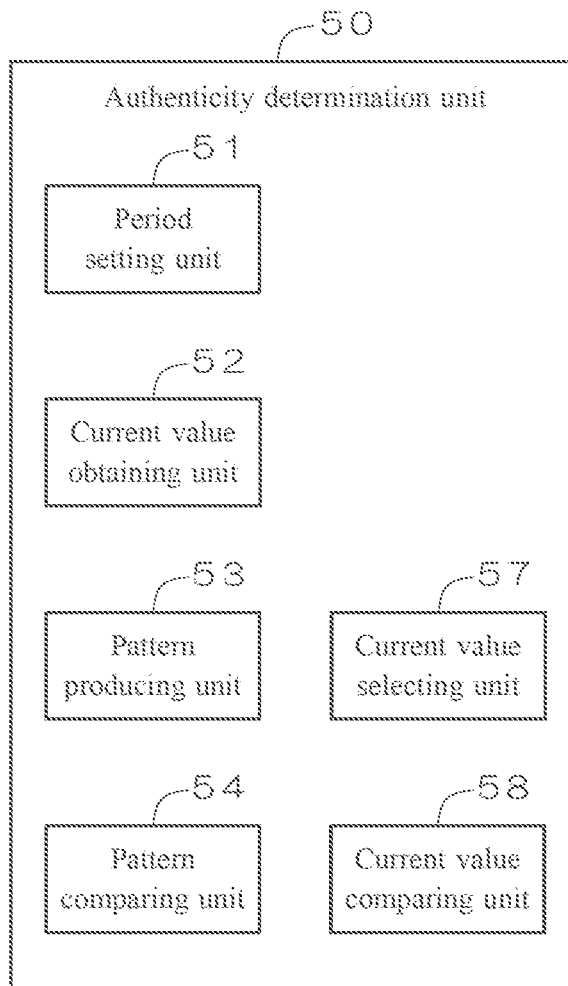 50
Authenticity determination unit
51
Period
setting unit
52
Current value
obtaining unit
53
Pattern
producing unit
57
Current value
selecting unit
54
Pattern
comparing unit
58
Current value
comparing unit